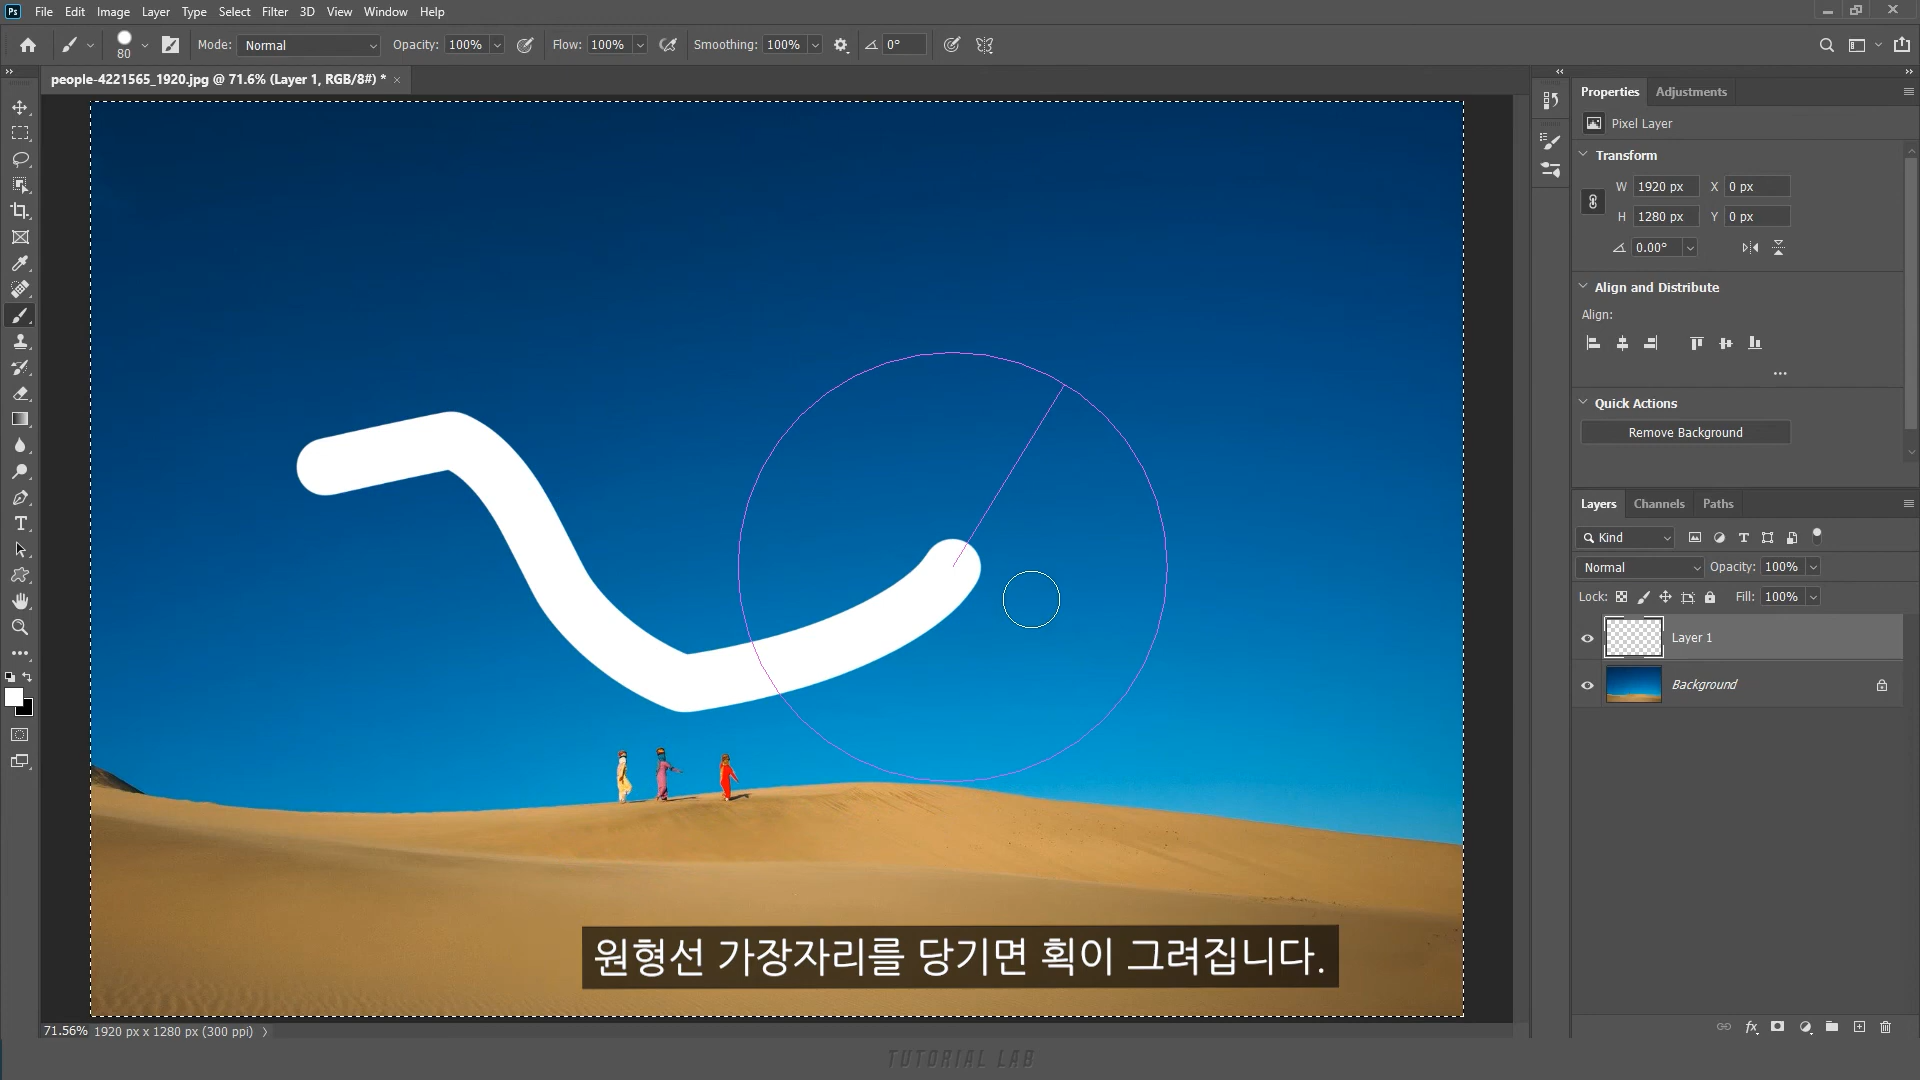 Ps File Edit Image Layer Type Select Filter 3D View Window Help
80 Mode: Normal Opacity: 100% Flow: 100% Smoothing: 100% 0°
people-4221565_1920.jpg @ 71.6% (Layer 1, RGB/8#) *
Properties Adjustments
Pixel Layer
Transform
W 1920 px X 0 px
H 1280 px Y 0 px
0.00°
Align and Distribute
Align:
Quick Actions
Remove Background
Layers Channels Paths
Kind
Normal Opacity: 100%
Lock: Fill: 100%
Layer 1
Background
원형선 가장자리를 당기면 획이 그려집니다.
71.56% 1920 px x 1280 px (300 ppi)
TUTORIAL LAB